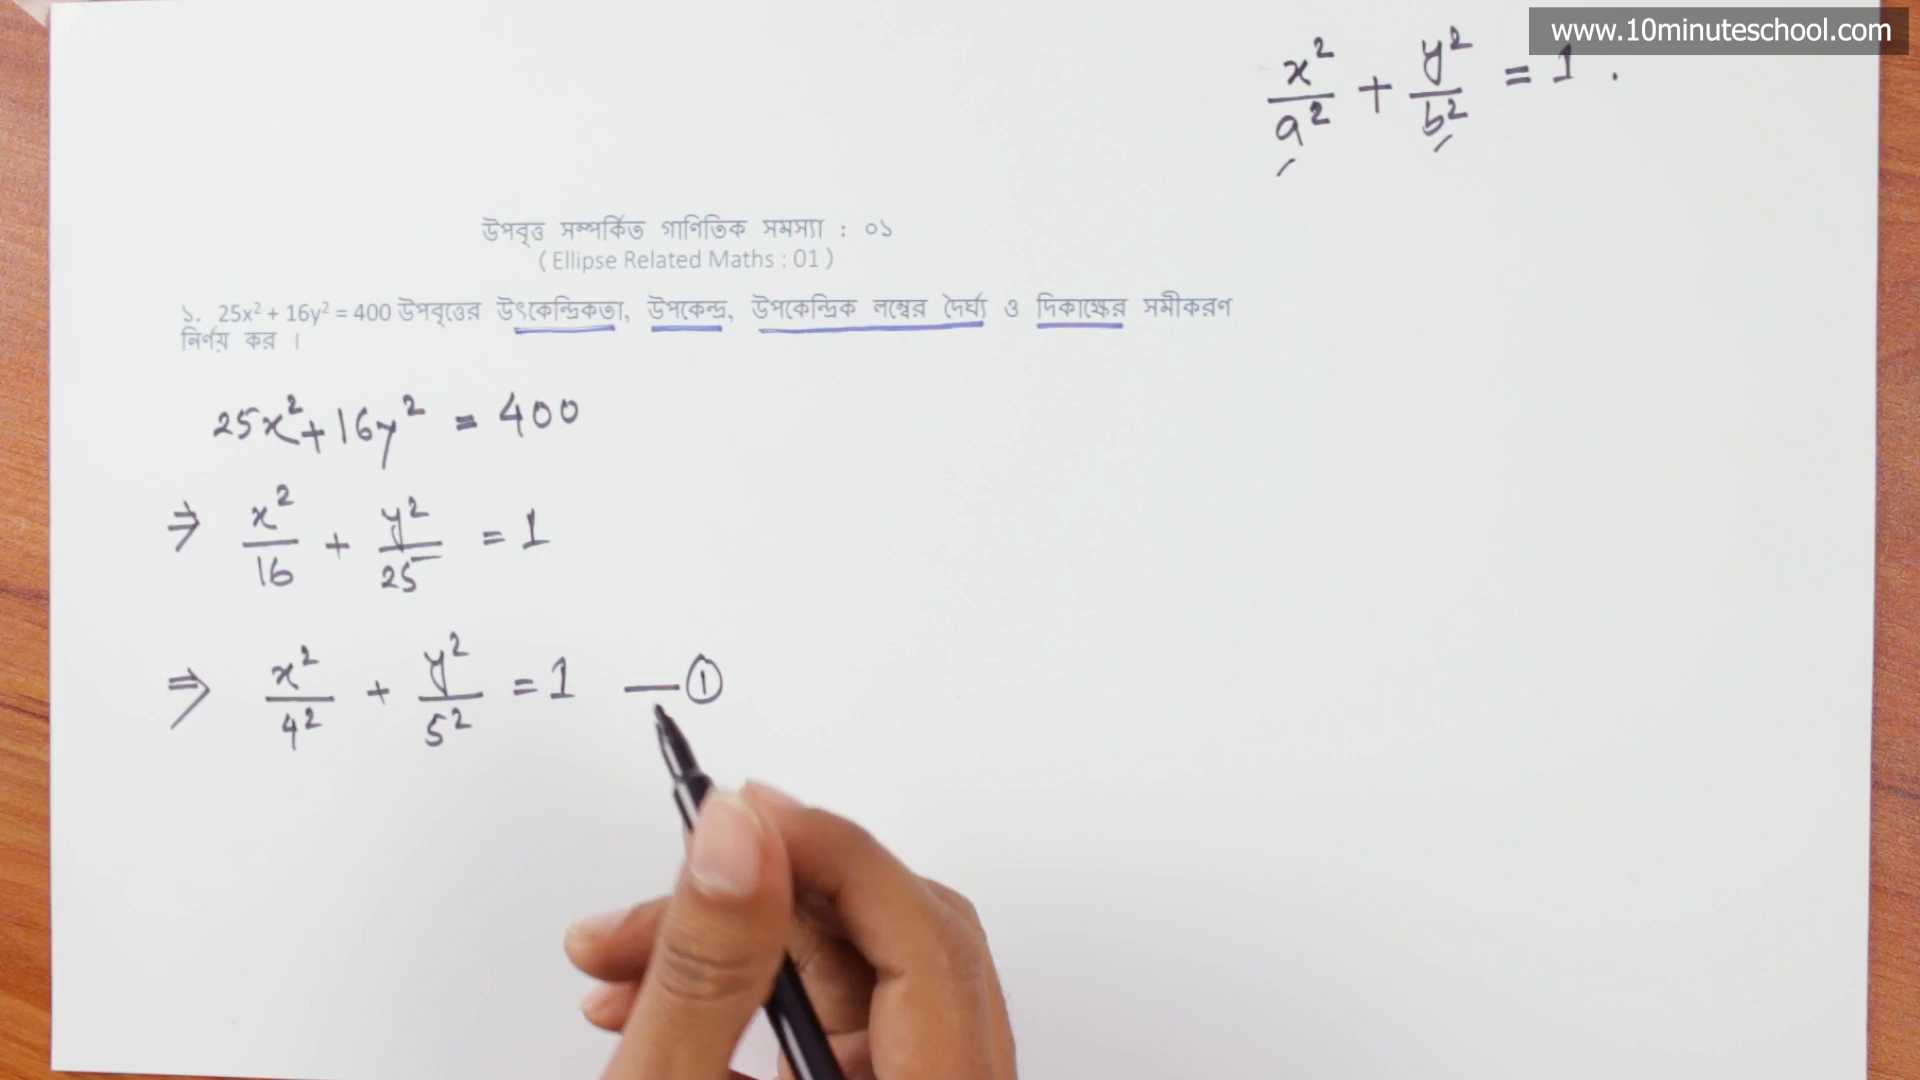 www.10minuteschool.com
x²/a² + y²/b² = 1 .
উপবৃত্ত সম্পর্কিত গাণিতিক সমস্যা : ০১
( Ellipse Related Maths : 01 )
১. 25x² + 16y² = 400 উপবৃত্তের উৎকেন্দ্রিকতা, উপকেন্দ্র, উপকেন্দ্রিক লম্বের দৈর্ঘ্য ও দিকাক্ষের সমীকরণ
নির্ণয় কর ।
25x² + 16y² = 400
⇒ x²/16 + y²/25 = 1
⇒ x²/4² + y²/5² = 1 — ①